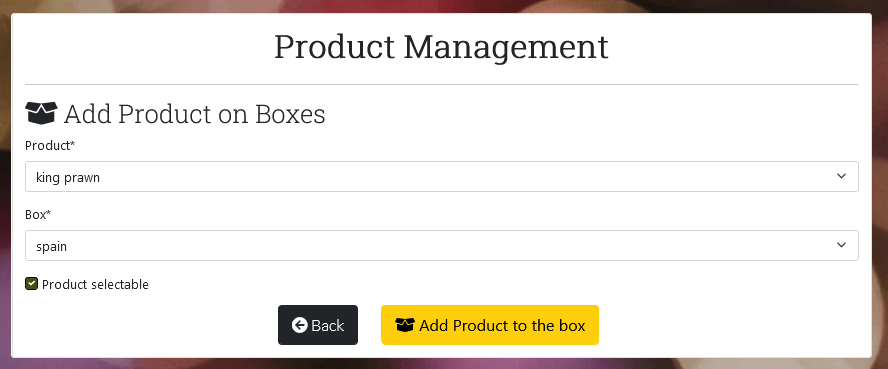 Product Management
Add Product on Boxes
Product*
king prawn
Box*
spain
Product selectable
Back
Add Product to the box